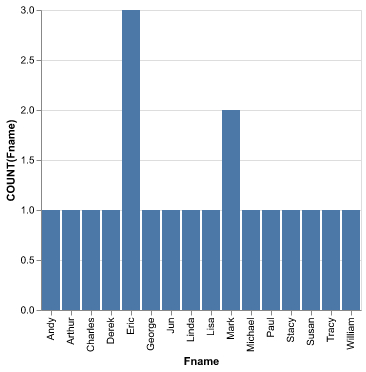 3.0
2.5
2.0
1.5
1.0
0.5
0.0
COUNT(Fname)
Andy
Arthur
Charles
Derek
Eric
George
Jun
Linda
Lisa
Mark
Michael
Paul
Stacy
Susan
Tracy
William
Fname